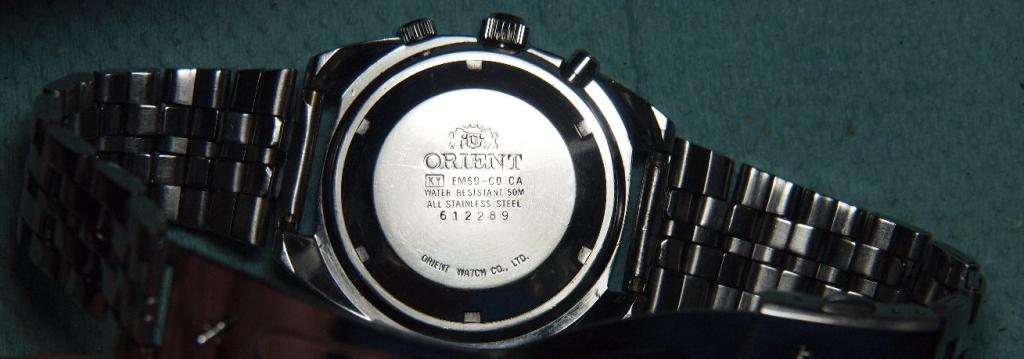 ORIENT
KY EM60-C0 CA
WATER RESISTANT 50M
ALL STAINLESS STEEL
612289
ORIENT WATCH CO., LTD.